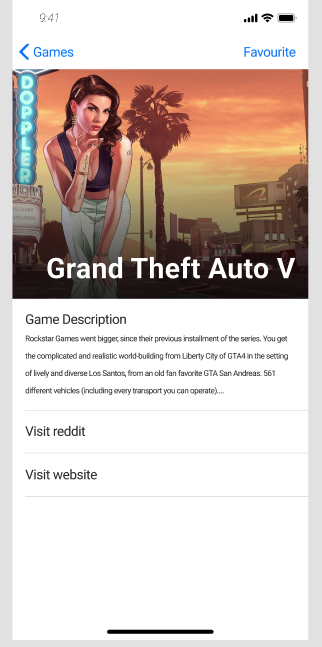 9:41
Games
Favourite
DOPPLER
Grand Theft Auto V
Game Description
Rockstar Games went bigger, since their previous installment of the series. You get
the complicated and realistic world-building from Liberty City of GTA4 in the setting
of lively and diverse Los Santos, from an old fan favorite GTA San Andreas. 561
different vehicles (including every transport you can operate)....
Visit reddit
Visit website